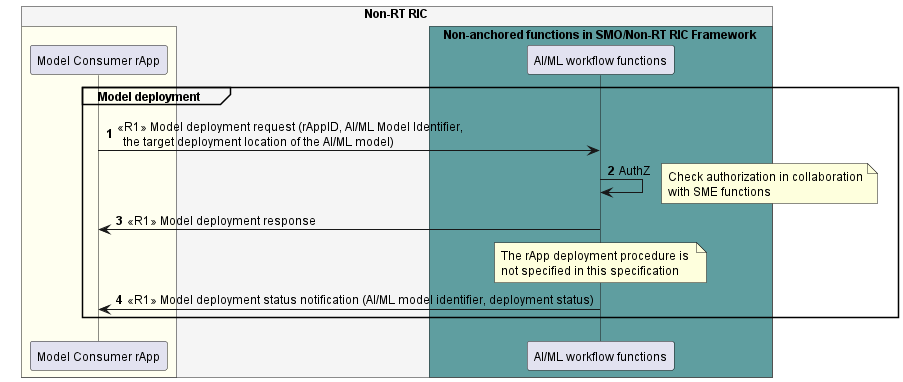 Non-RT RIC
Non-anchored functions in SMO/Non-RT RIC Framework
Model Consumer rApp
AI/ML workflow functions
Model deployment
1 «R1» Model deployment request (rAppID, AI/ML Model Identifier,
the target deployment location of the AI/ML model)
2 AuthZ
Check authorization in collaboration
with SME functions
3 «R1» Model deployment response
The rApp deployment procedure is
not specified in this specification
4 «R1» Model deployment status notification (AI/ML model identifier, deployment status)
Model Consumer rApp
AI/ML workflow functions